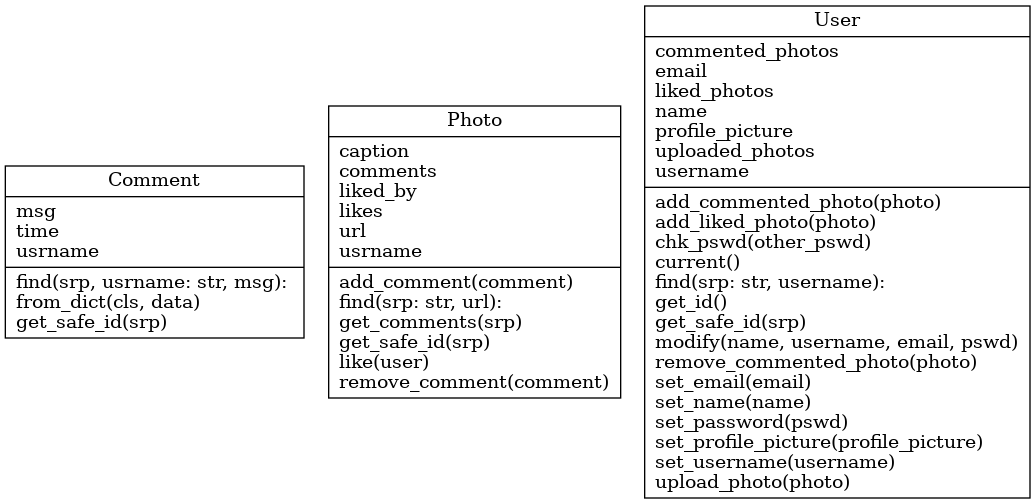 Comment
msg
time
usrname
find(srp, usrname: str, msg):
from_dict(cls, data)
get_safe_id(srp)
Photo
caption
comments
liked_by
likes
url
usrname
add_comment(comment)
find(srp: str, url):
get_comments(srp)
get_safe_id(srp)
like(user)
remove_comment(comment)
User
commented_photos
email
liked_photos
name
profile_picture
uploaded_photos
username
add_commented_photo(photo)
add_liked_photo(photo)
chk_pswd(other_pswd)
current()
find(srp: str, username):
get_id()
get_safe_id(srp)
modify(name, username, email, pswd)
remove_commented_photo(photo)
set_email(email)
set_name(name)
set_password(pswd)
set_profile_picture(profile_picture)
set_username(username)
upload_photo(photo)